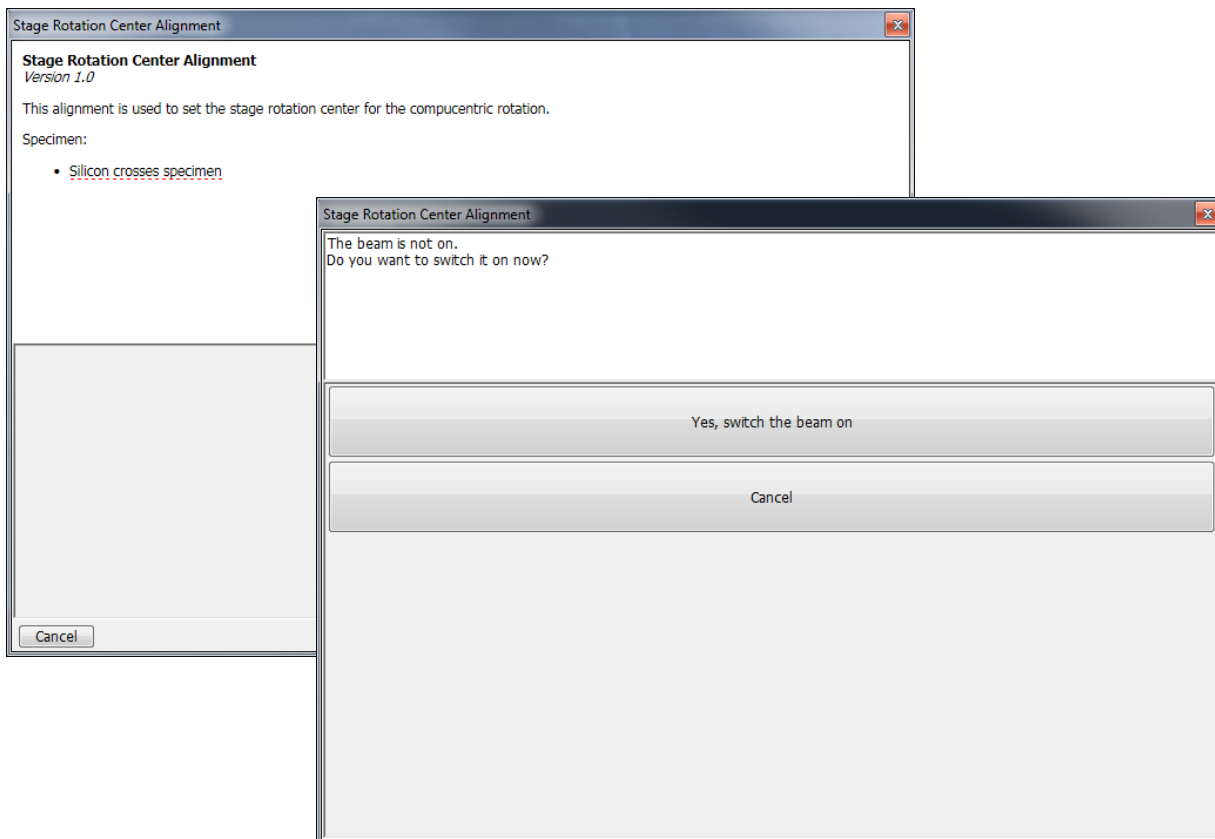 Stage Rotation Center Alignment
Stage Rotation Center Alignment
Version 1.0
This alignment is used to set the stage rotation center for the compucentric rotation.
Specimen:
• Silicon crosses specimen
Cancel
Stage Rotation Center Alignment
The beam is not on.
Do you want to switch it on now?
Yes, switch the beam on
Cancel